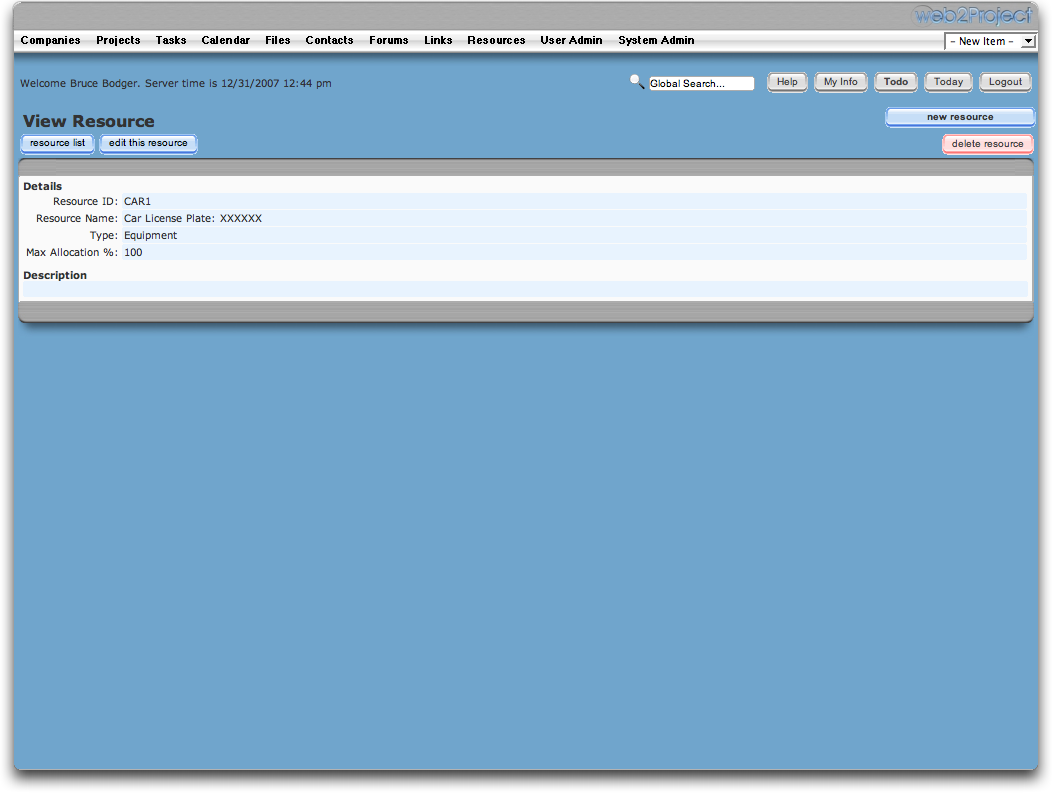 web2Project
Companies Projects Tasks Calendar Files Contacts Forums Links Resources User Admin System Admin - New Item -
Welcome Bruce Bodger. Server time is 12/31/2007 12:44 pm Global Search... Help My Info Todo Today Logout
View Resource new resource
resource list edit this resource delete resource
Details
Resource ID: CAR1
Resource Name: Car License Plate: XXXXXX
Type: Equipment
Max Allocation %: 100
Description